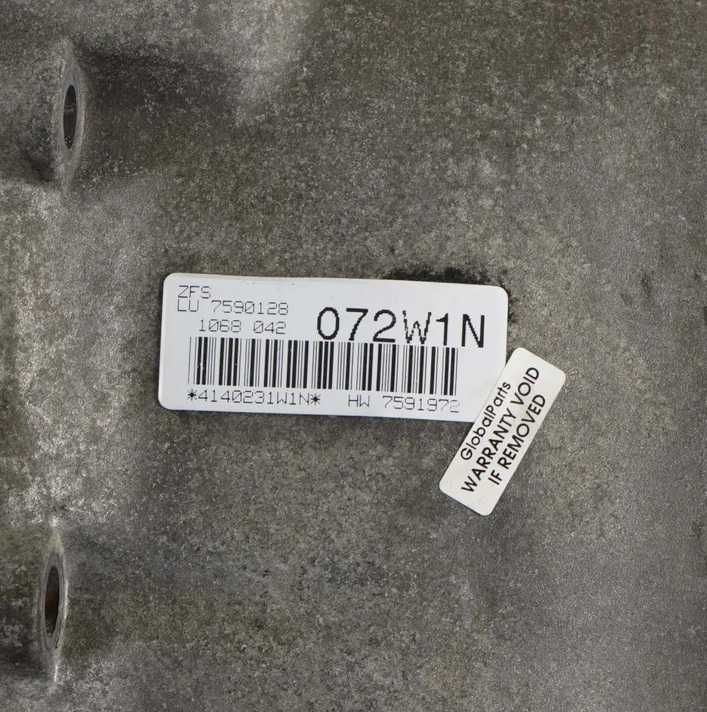 ZFS
LU 7590128
1068 042
072W1N
*4140231W1N* HW 7591972
GlobalParts
WARRANTY VOID
IF REMOVED